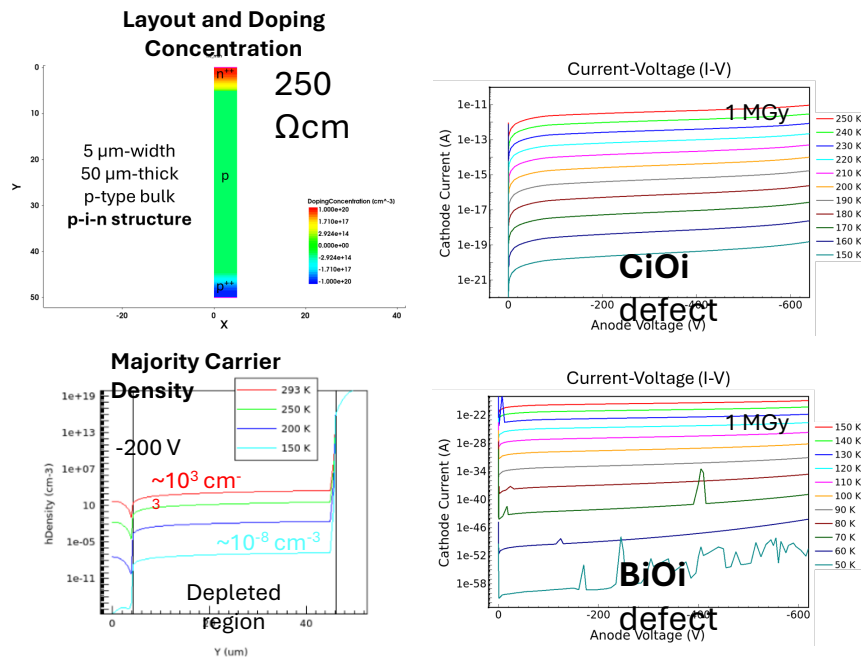 Layout and Doping
Concentration
0
10
20
30
40
50
Y
n++
p
p++
-20
0
20
40
X
250
Ωcm
5 µm-width
50 µm-thick
p-type bulk
p-i-n structure
DopingConcentration (cm^-3)
1.000e+20
1.710e+17
2.924e+14
0.000e+00
-2.924e+14
-1.710e+17
-1.000e+20
Current-Voltage (I-V)
1 MGy
Cathode Current (A)
1e-11
1e-13
1e-15
1e-17
1e-19
1e-21
0
-200
-400
-600
Anode Voltage (V)
CiOi
defect
250 K
240 K
230 K
220 K
210 K
200 K
190 K
180 K
170 K
160 K
150 K
Majority Carrier
Density
1e+19
1e+13
1e+07
10
1e-05
1e-11
hDensity (cm-3)
293 K
250 K
200 K
150 K
-200 V
~103 cm-
3
~10-8 cm-3
Depleted
region
0
20
40
Y (um)
Current-Voltage (I-V)
1 MGy
Cathode Current (A)
1e-22
1e-28
1e-34
1e-40
1e-46
1e-52
1e-58
0
-200
-400
-600
Anode Voltage (V)
BiOi
defect
150 K
140 K
130 K
120 K
110 K
100 K
90 K
80 K
70 K
60 K
50 K